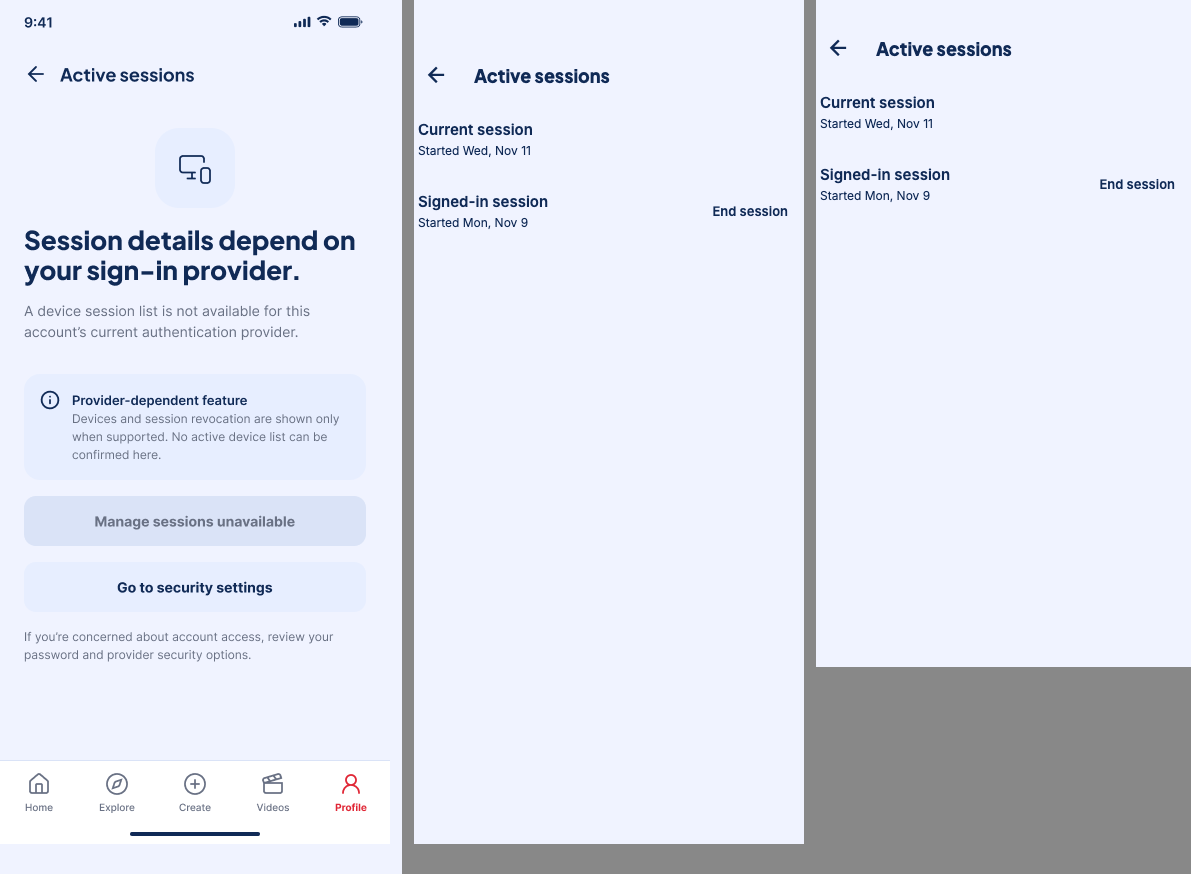 9:41
Active sessions
Session details depend on
your sign-in provider.
A device session list is not available for this
account's current authentication provider.
Provider-dependent feature
Devices and session revocation are shown only
when supported. No active device list can be
confirmed here.
Manage sessions unavailable
Go to security settings
If you're concerned about account access, review your
password and provider security options.
Home
Explore
Create
Videos
Profile
Active sessions
Current session
Started Wed, Nov 11
Signed-in session
Started Mon, Nov 9
End session
Active sessions
Current session
Started Wed, Nov 11
Signed-in session
Started Mon, Nov 9
End session